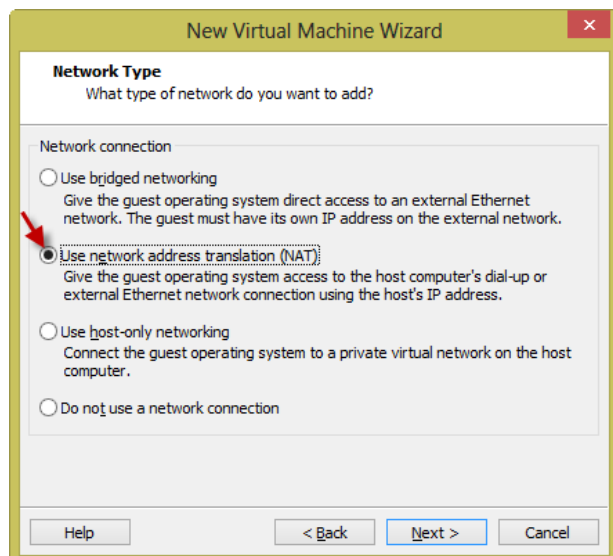 New Virtual Machine Wizard
Network Type
What type of network do you want to add?
Network connection
Use bridged networking
Give the guest operating system direct access to an external Ethernet
network. The guest must have its own IP address on the external network.
Use network address translation (NAT)
Give the guest operating system access to the host computer's dial-up or
external Ethernet network connection using the host's IP address.
Use host-only networking
Connect the guest operating system to a private virtual network on the host
computer.
Do not use a network connection
Help
< Back
Next >
Cancel